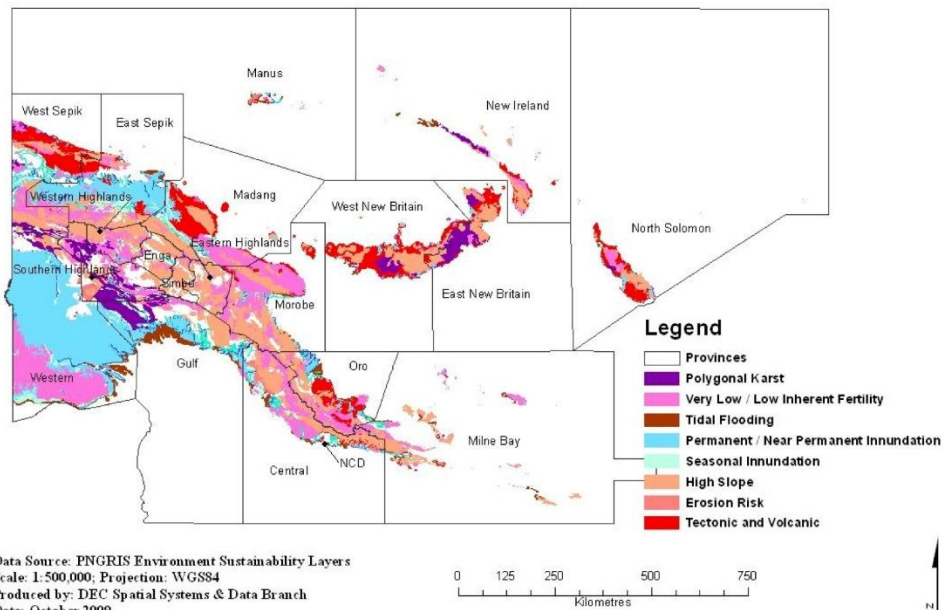 Manus
New Ireland
West Sepik
East Sepik
Western Highlands
Madang
West New Britain
North Solomon
Eastern Highlands
Enga
Southern Highlands
Simbu
East New Britain
Morobe
Gulf
Oro
Western
Milne Bay
Central
NCD
Legend
Provinces
Polygonal Karst
Very Low / Low Inherent Fertility
Tidal Flooding
Permanent / Near Permanent Innundation
Seasonal Innundation
High Slope
Erosion Risk
Tectonic and Volcanic
Data Source: PNGRIS Environment Sustainability Layers
Scale: 1:500,000; Projection: WGS84
Produced by: DEC Spatial Systems & Data Branch
Date: October 2009
0 125 250 500 750
Kilometres
N